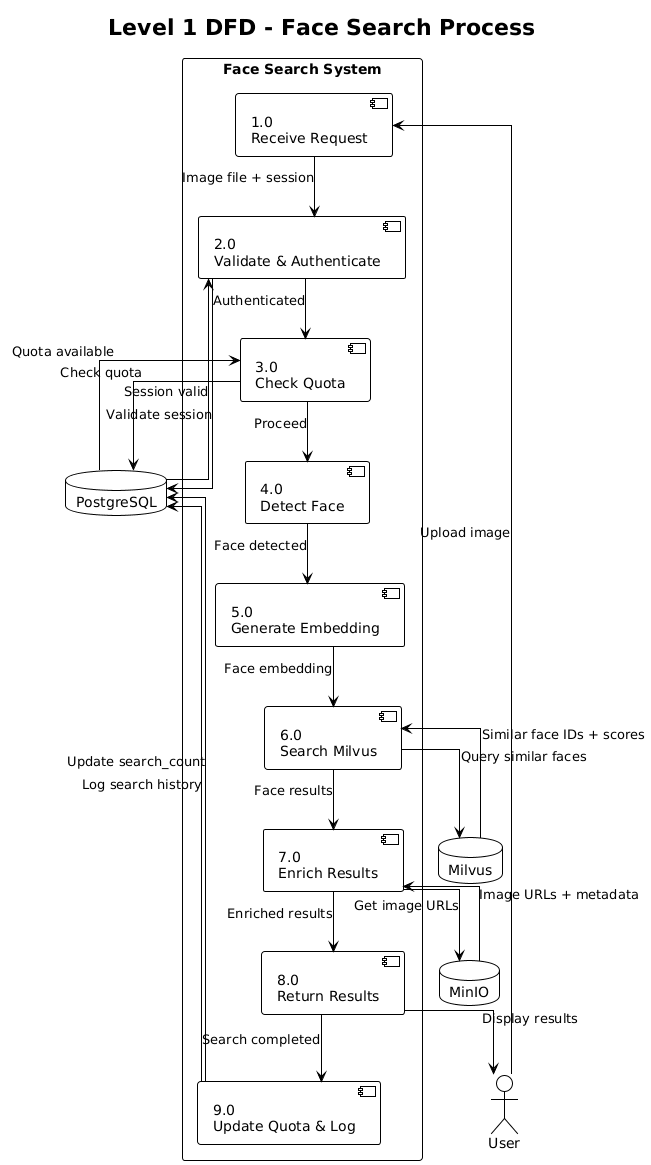 Level 1 DFD - Face Search Process
Face Search System
1.0
Receive Request
Image file + session
2.0
Validate & Authenticate
Authenticated
Quota available
Check quota
3.0
Check Quota
Session valid
Validate session
Proceed
PostgreSQL
4.0
Detect Face
Upload image
Face detected
5.0
Generate Embedding
Face embedding
6.0
Search Milvus
Similar face IDs + scores
Query similar faces
Update search_count
Log search history
Face results
7.0
Enrich Results
Milvus
Image URLs + metadata
Get image URLs
Enriched results
8.0
Return Results
MinIO
Display results
Search completed
9.0
Update Quota & Log
User